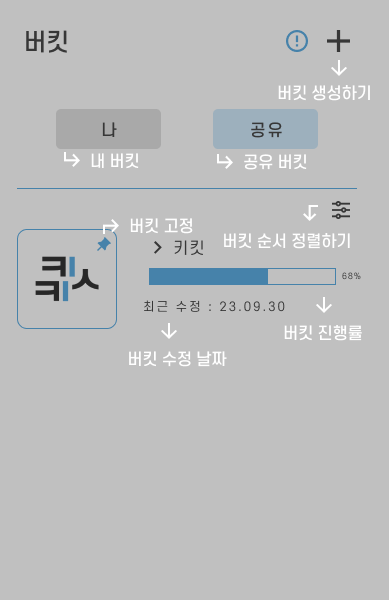 버킷
버킷 생성하기
나
공유
내 버킷
공유 버킷
버킷 고정
버킷 순서 정렬하기
키킷
68%
최근 수정 : 23.09.30
버킷 진행률
버킷 수정 날짜